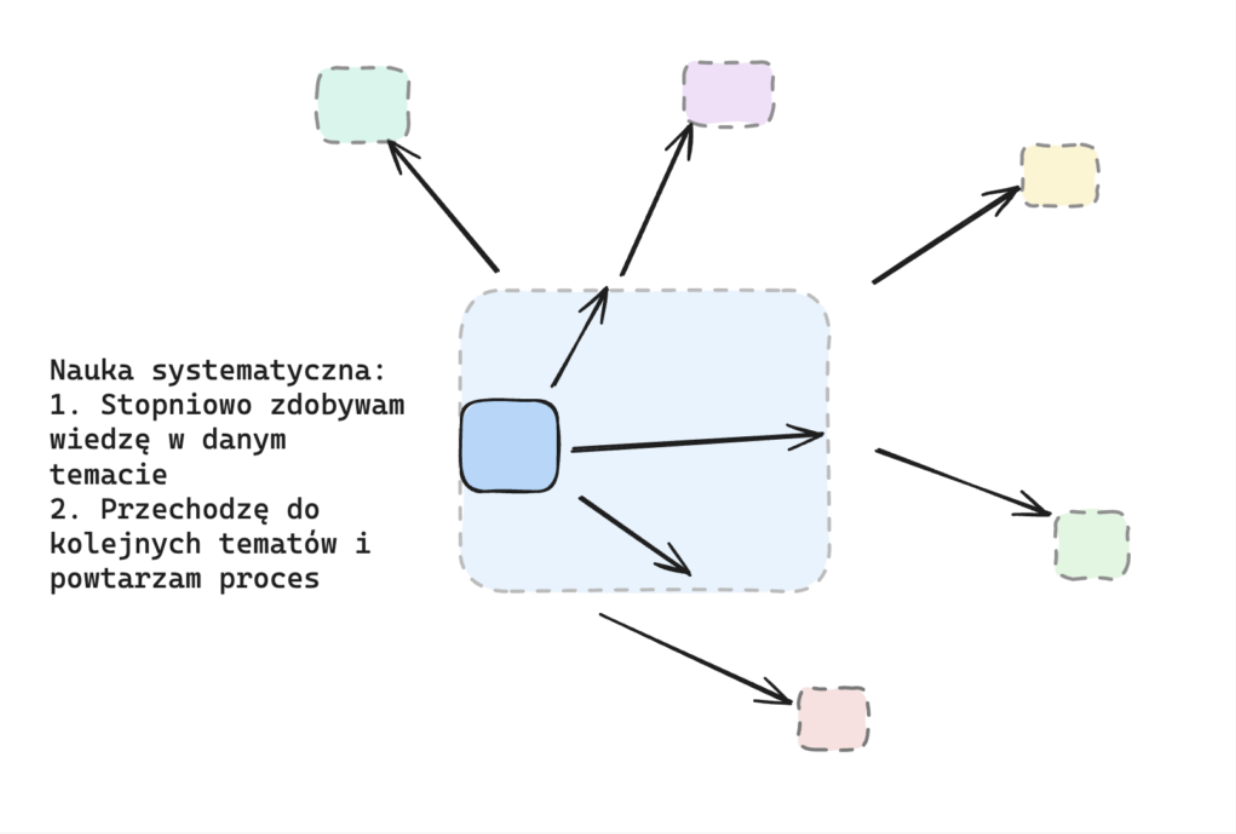 Nauka systematyczna:
1. Stopniowo zdobywam
wiedzę w danym
temacie
2. Przechodzę do
kolejnych tematów i
powtarzam proces